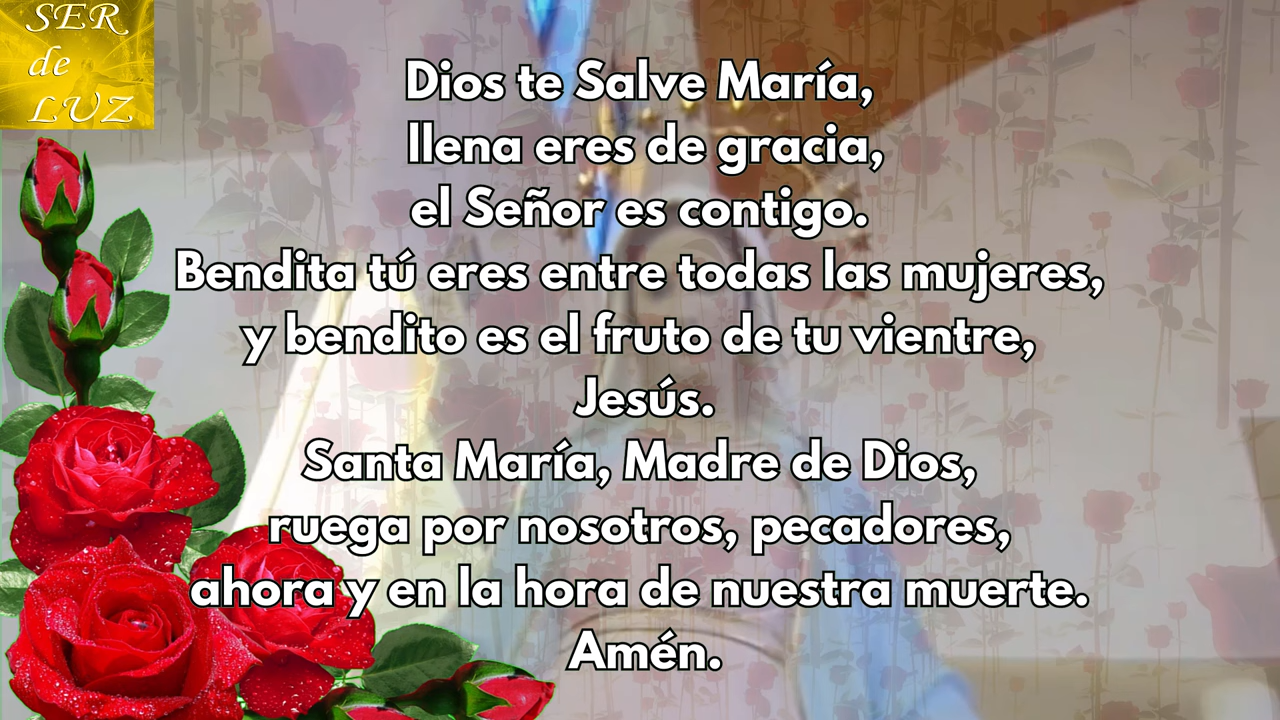 SER
de
LUZ
Dios te Salve María,
llena eres de gracia,
el Señor es contigo.
Bendita tú eres entre todas las mujeres,
y bendito es el fruto de tu vientre,
Jesús.
Santa María, Madre de Dios,
ruega por nosotros, pecadores,
ahora y en la hora de nuestra muerte.
Amén.